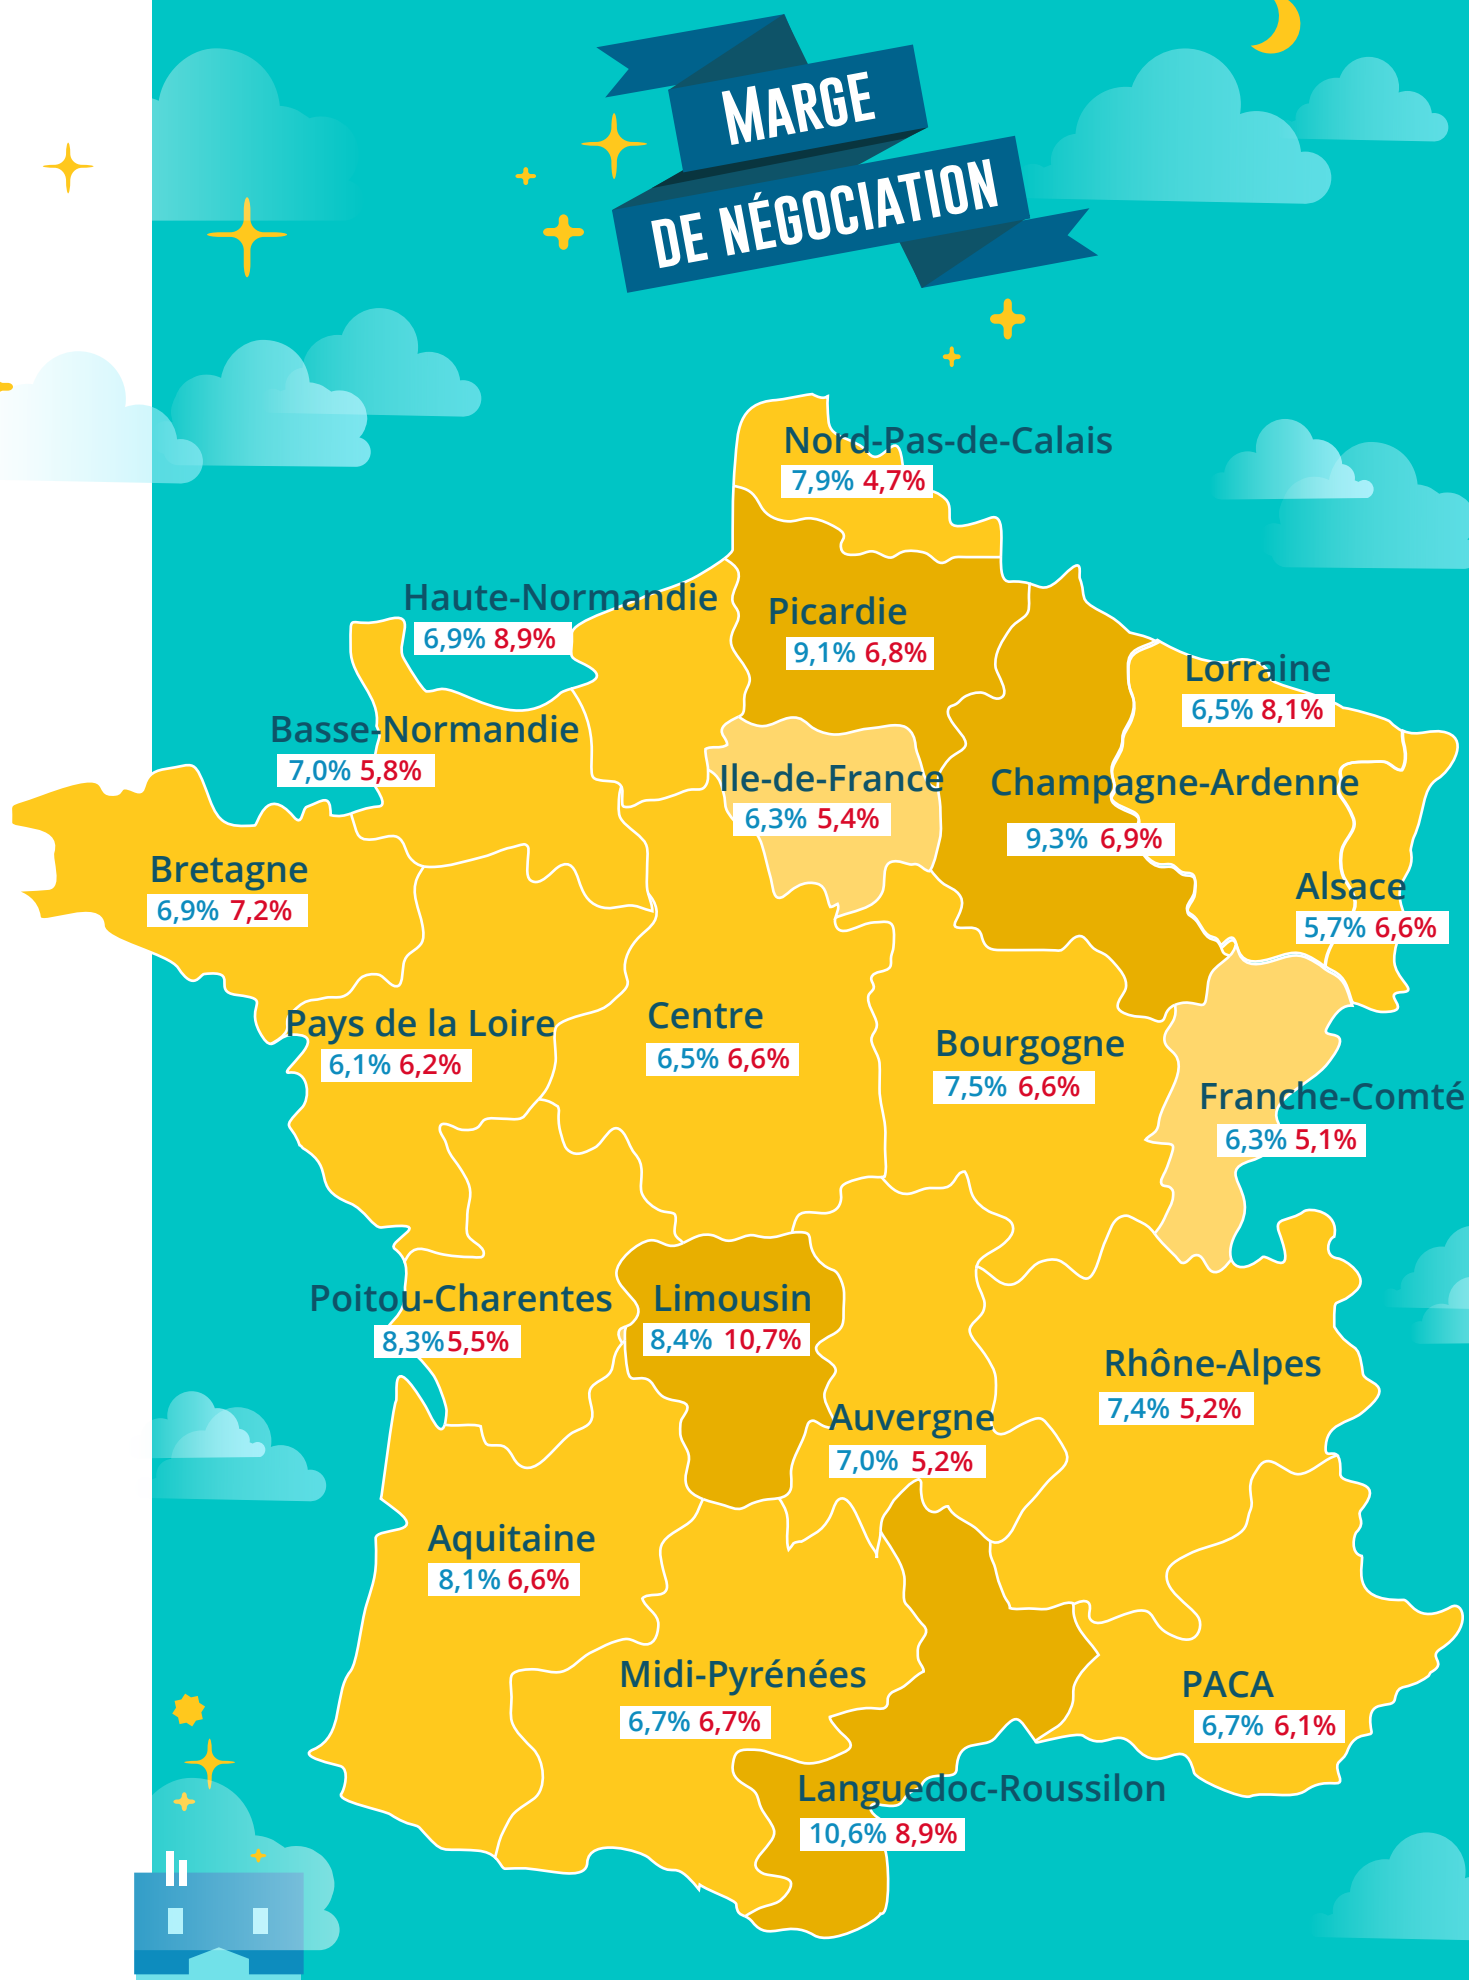 MARGE
DE NÉGOCIATION
Nord-Pas-de-Calais
7,9% 4,7%
Haute-Normandie
6,9% 8,9%
Picardie
9,1% 6,8%
Lorraine
6,5% 8,1%
Basse-Normandie
7,0% 5,8%
Ile-de-France
6,3% 5,4%
Champagne-Ardenne
9,3% 6,9%
Bretagne
6,9% 7,2%
Alsace
5,7% 6,6%
Pays de la Loire
6,1% 6,2%
Centre
6,5% 6,6%
Bourgogne
7,5% 6,6%
Franche-Comté
6,3% 5,1%
Poitou-Charentes
8,3% 5,5%
Limousin
8,4% 10,7%
Rhône-Alpes
7,4% 5,2%
Auvergne
7,0% 5,2%
Aquitaine
8,1% 6,6%
Midi-Pyrénées
6,7% 6,7%
PACA
6,7% 6,1%
Languedoc-Roussilon
10,6% 8,9%